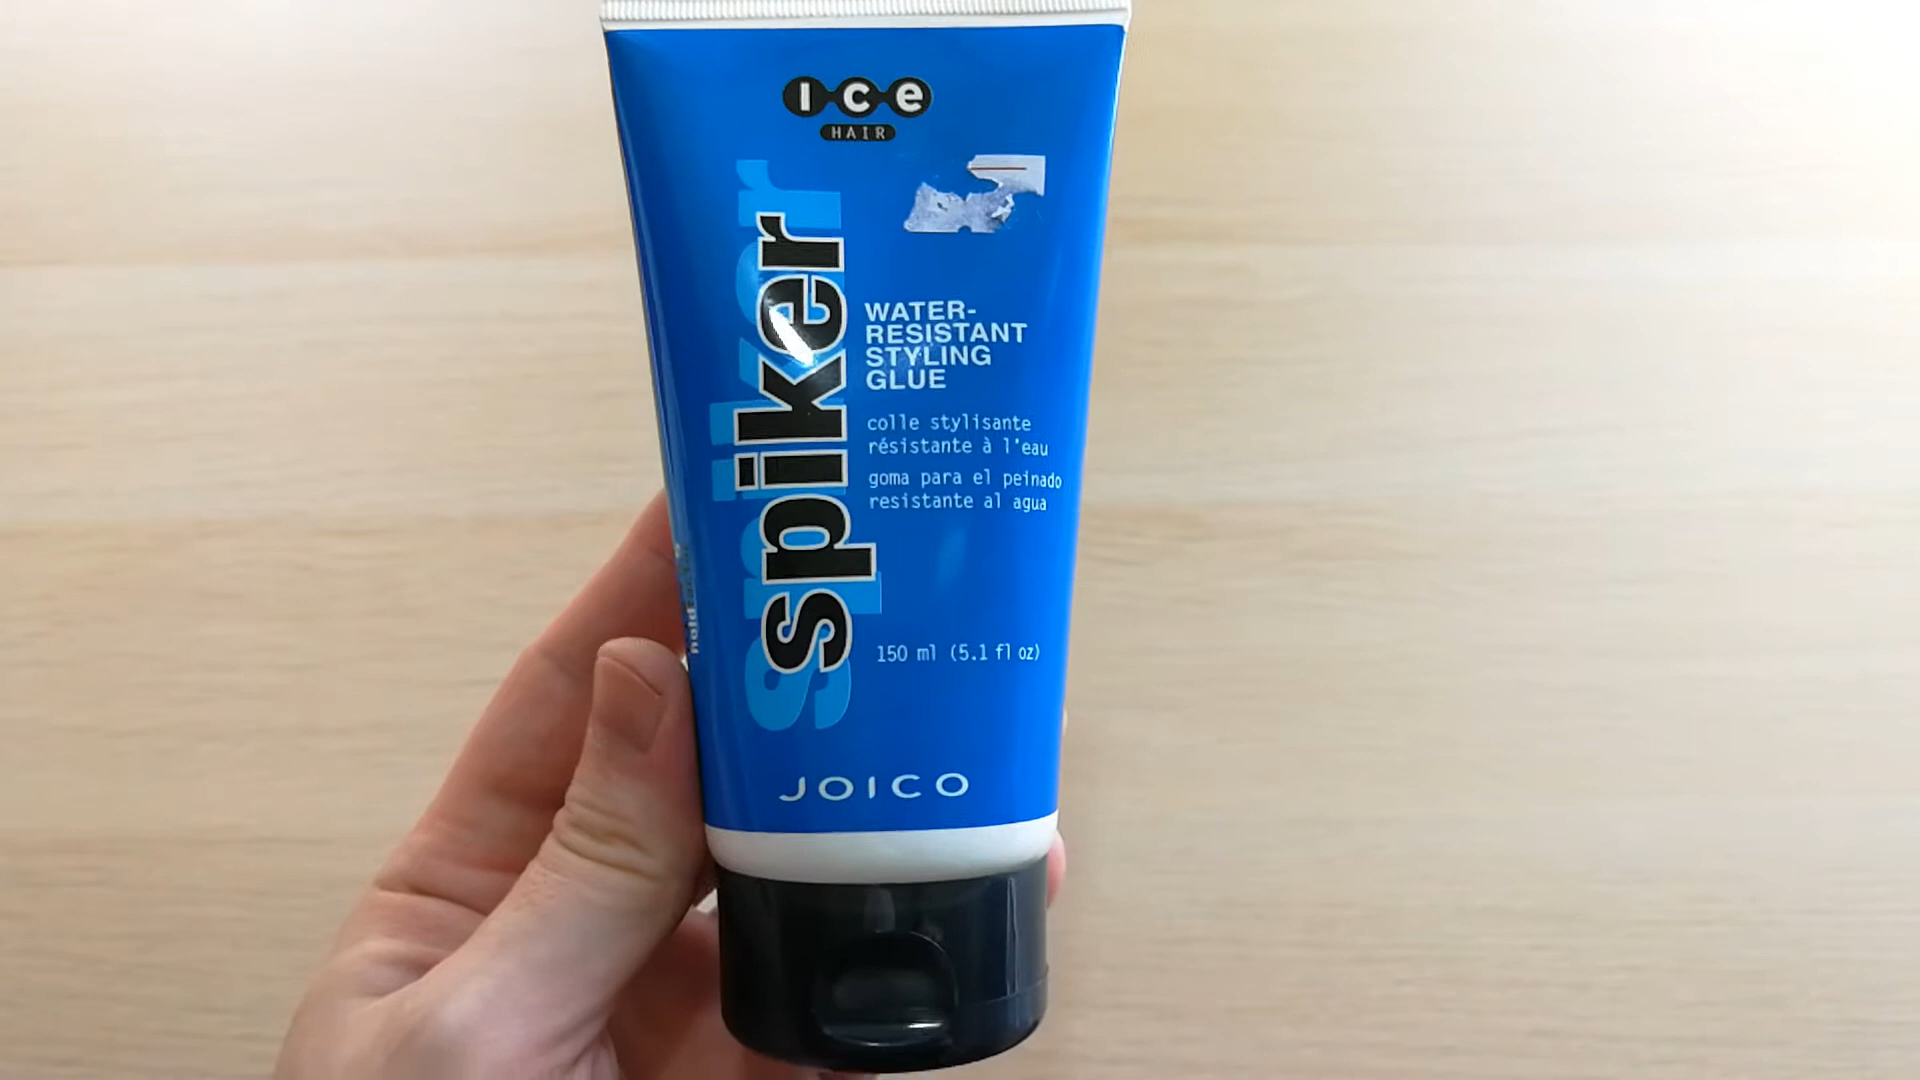 ice
HAIR
spiker
WATER-
RESISTANT
STYLING
GLUE
colle stylisante
résistante à l'eau
goma para el peinado
resistante al agua
150 ml (5.1 fl oz)
JOICO
hold